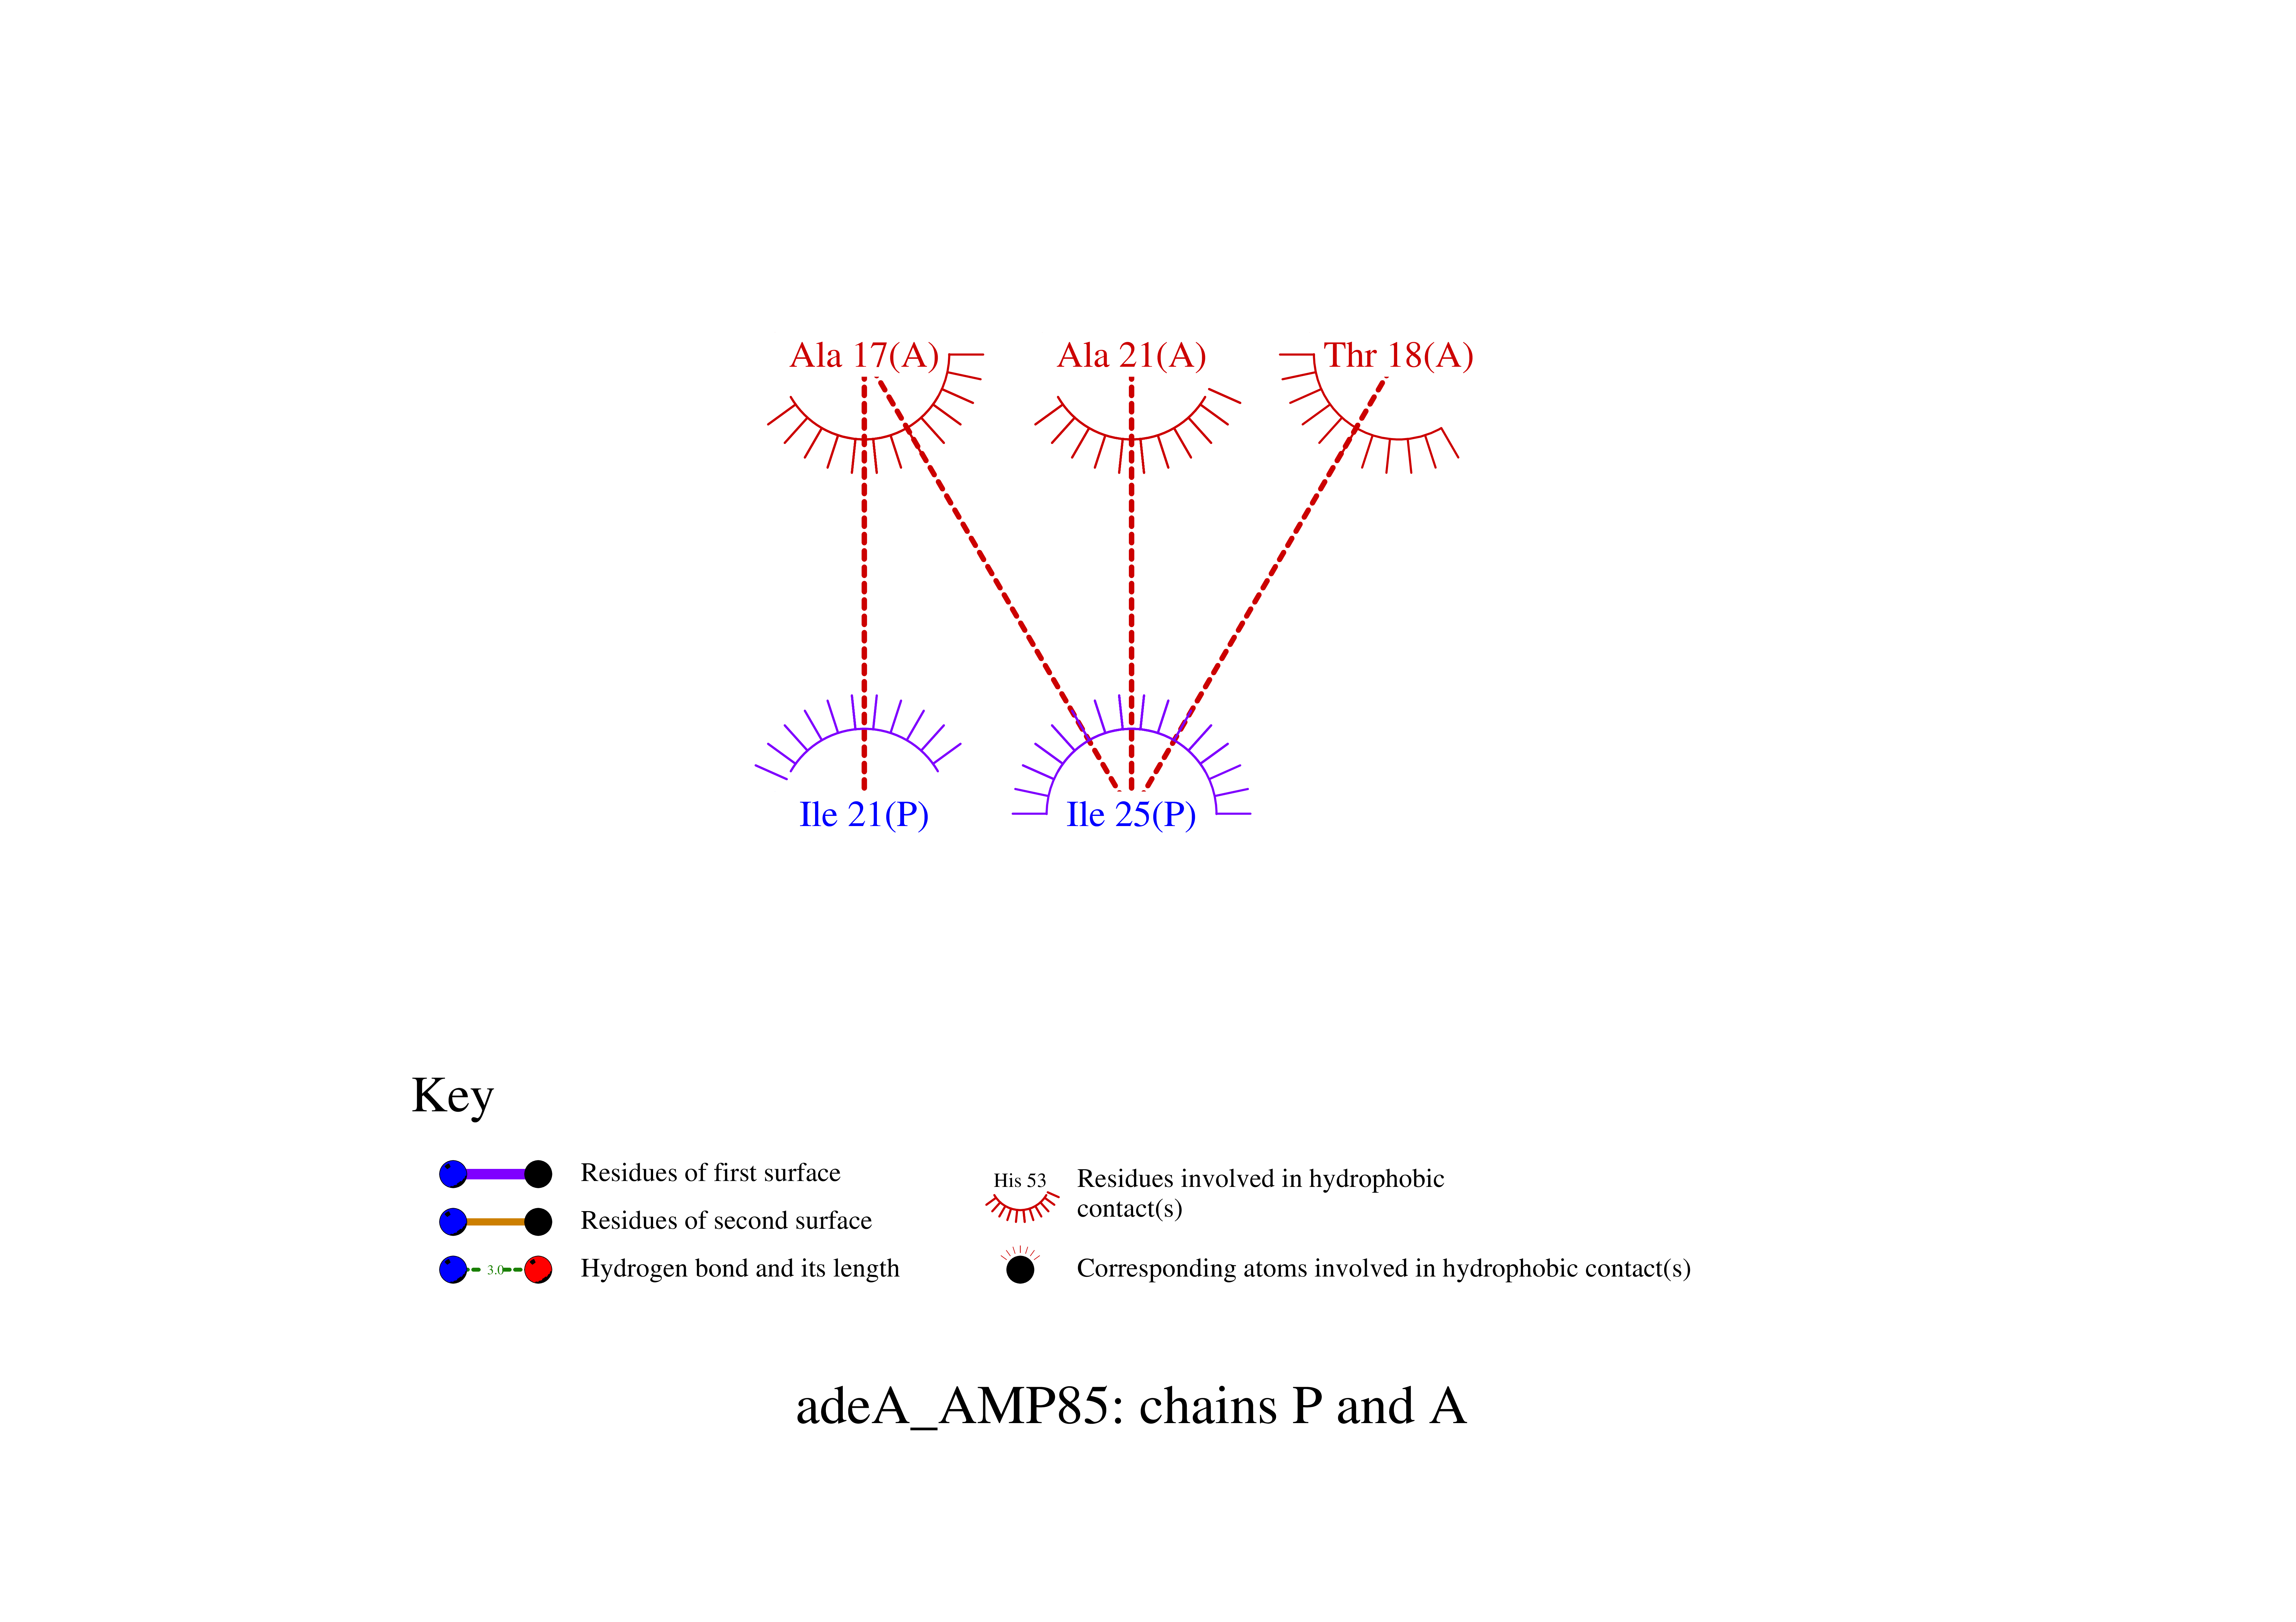 Ala 17(A) Ala 21(A) Thr 18(A)
Ile 21(P) Ile 25(P)
Key
Residues of first surface
Residues of second surface
3.0 Hydrogen bond and its length
His 53 Residues involved in hydrophobic
contact(s)
Corresponding atoms involved in hydrophobic contact(s)
adeA_AMP85: chains P and A